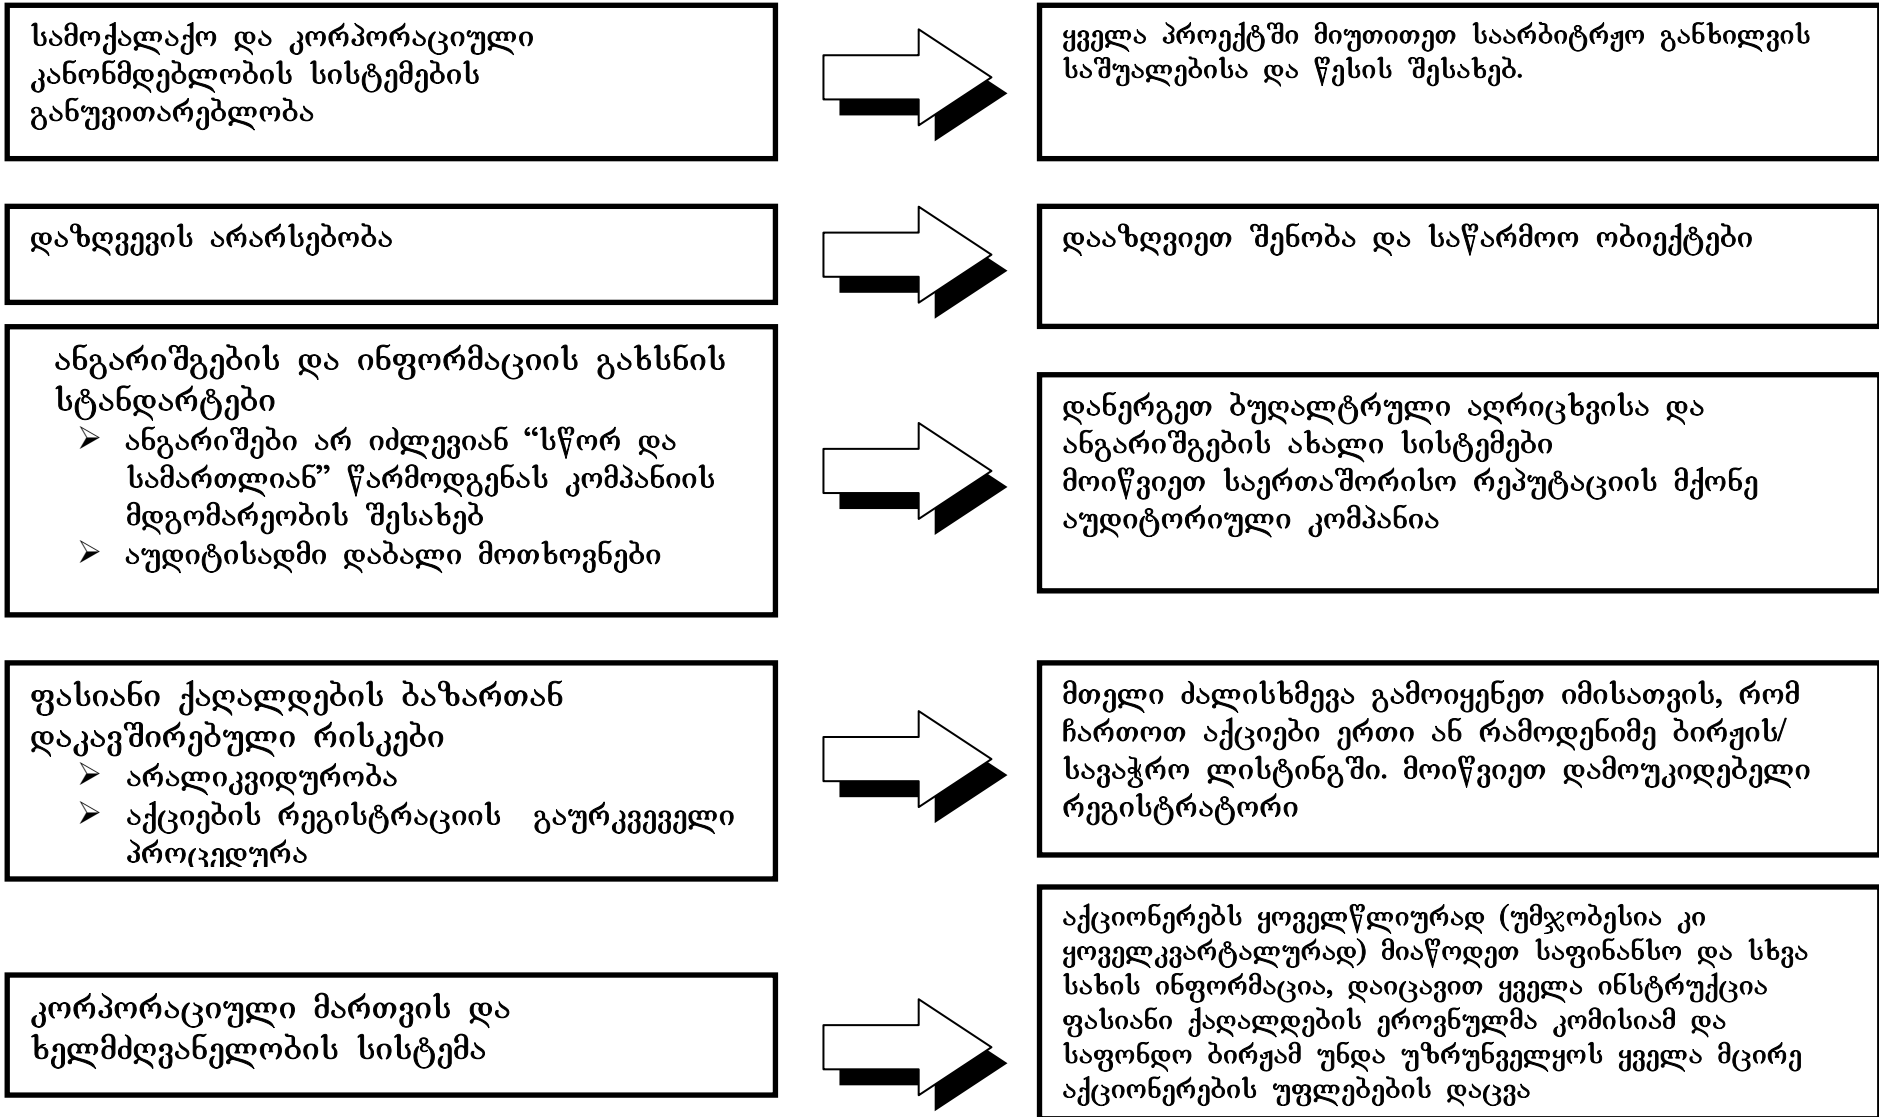 სამოქალაქო და კორპორაციული
კანონმდებლობის სისტემების
განუვითარებლობა
ყველა პროექტში მიუთითეთ საარბიტრჟო განხილვის
საშუალებისა და წესის შესახებ.
დაზღვევის არარსებობა
დააზღვიეთ შენობა და საწარმოო ობიექტები
ანგარიშგების და ინფორმაციის გახსნის
სტანდარტები
➢ ანგარიშები არ იძლევიან “სწორ და
სამართლიან” წარმოდგენას კომპანიის
მდგომარეობის შესახებ
➢ აუდიტისადმი დაბალი მოთხოვნები
დანერგეთ ბუღალტრული აღრიცხვისა და
ანგარიშგების ახალი სისტემები
მოიწვიეთ საერთაშორისო რეპუტაციის მქონე
აუდიტორიული კომპანია
ფასიანი ქაღალდების ბაზართან
დაკავშირებული რისკები
➢ არალიკვიდურობა
➢ აქციების რეგისტრაციის გაურკვეველი
პროცედურა
მთელი ძალისხმევა გამოიყენეთ იმისათვის, რომ
ჩართოთ აქციები ერთი ან რამოდენიმე ბირჟის/
სავაჭრო ლისტინგში. მოიწვიეთ დამოუკიდებელი
რეგისტრატორი
კორპორაციული მართვის და
ხელმძღვანელობის სისტემა
აქციონერებს ყოველწლიურად (უმჯობესია კი
ყოველკვარტალურად) მიაწოდეთ საფინანსო და სხვა
სახის ინფორმაცია, დაიცავით ყველა ინსტრუქცია
ფასიანი ქაღალდების ეროვნულმა კომისიამ და
საფონდო ბირჟამ უნდა უზრუნველყოს ყველა მცირე
აქციონერების უფლებების დაცვა